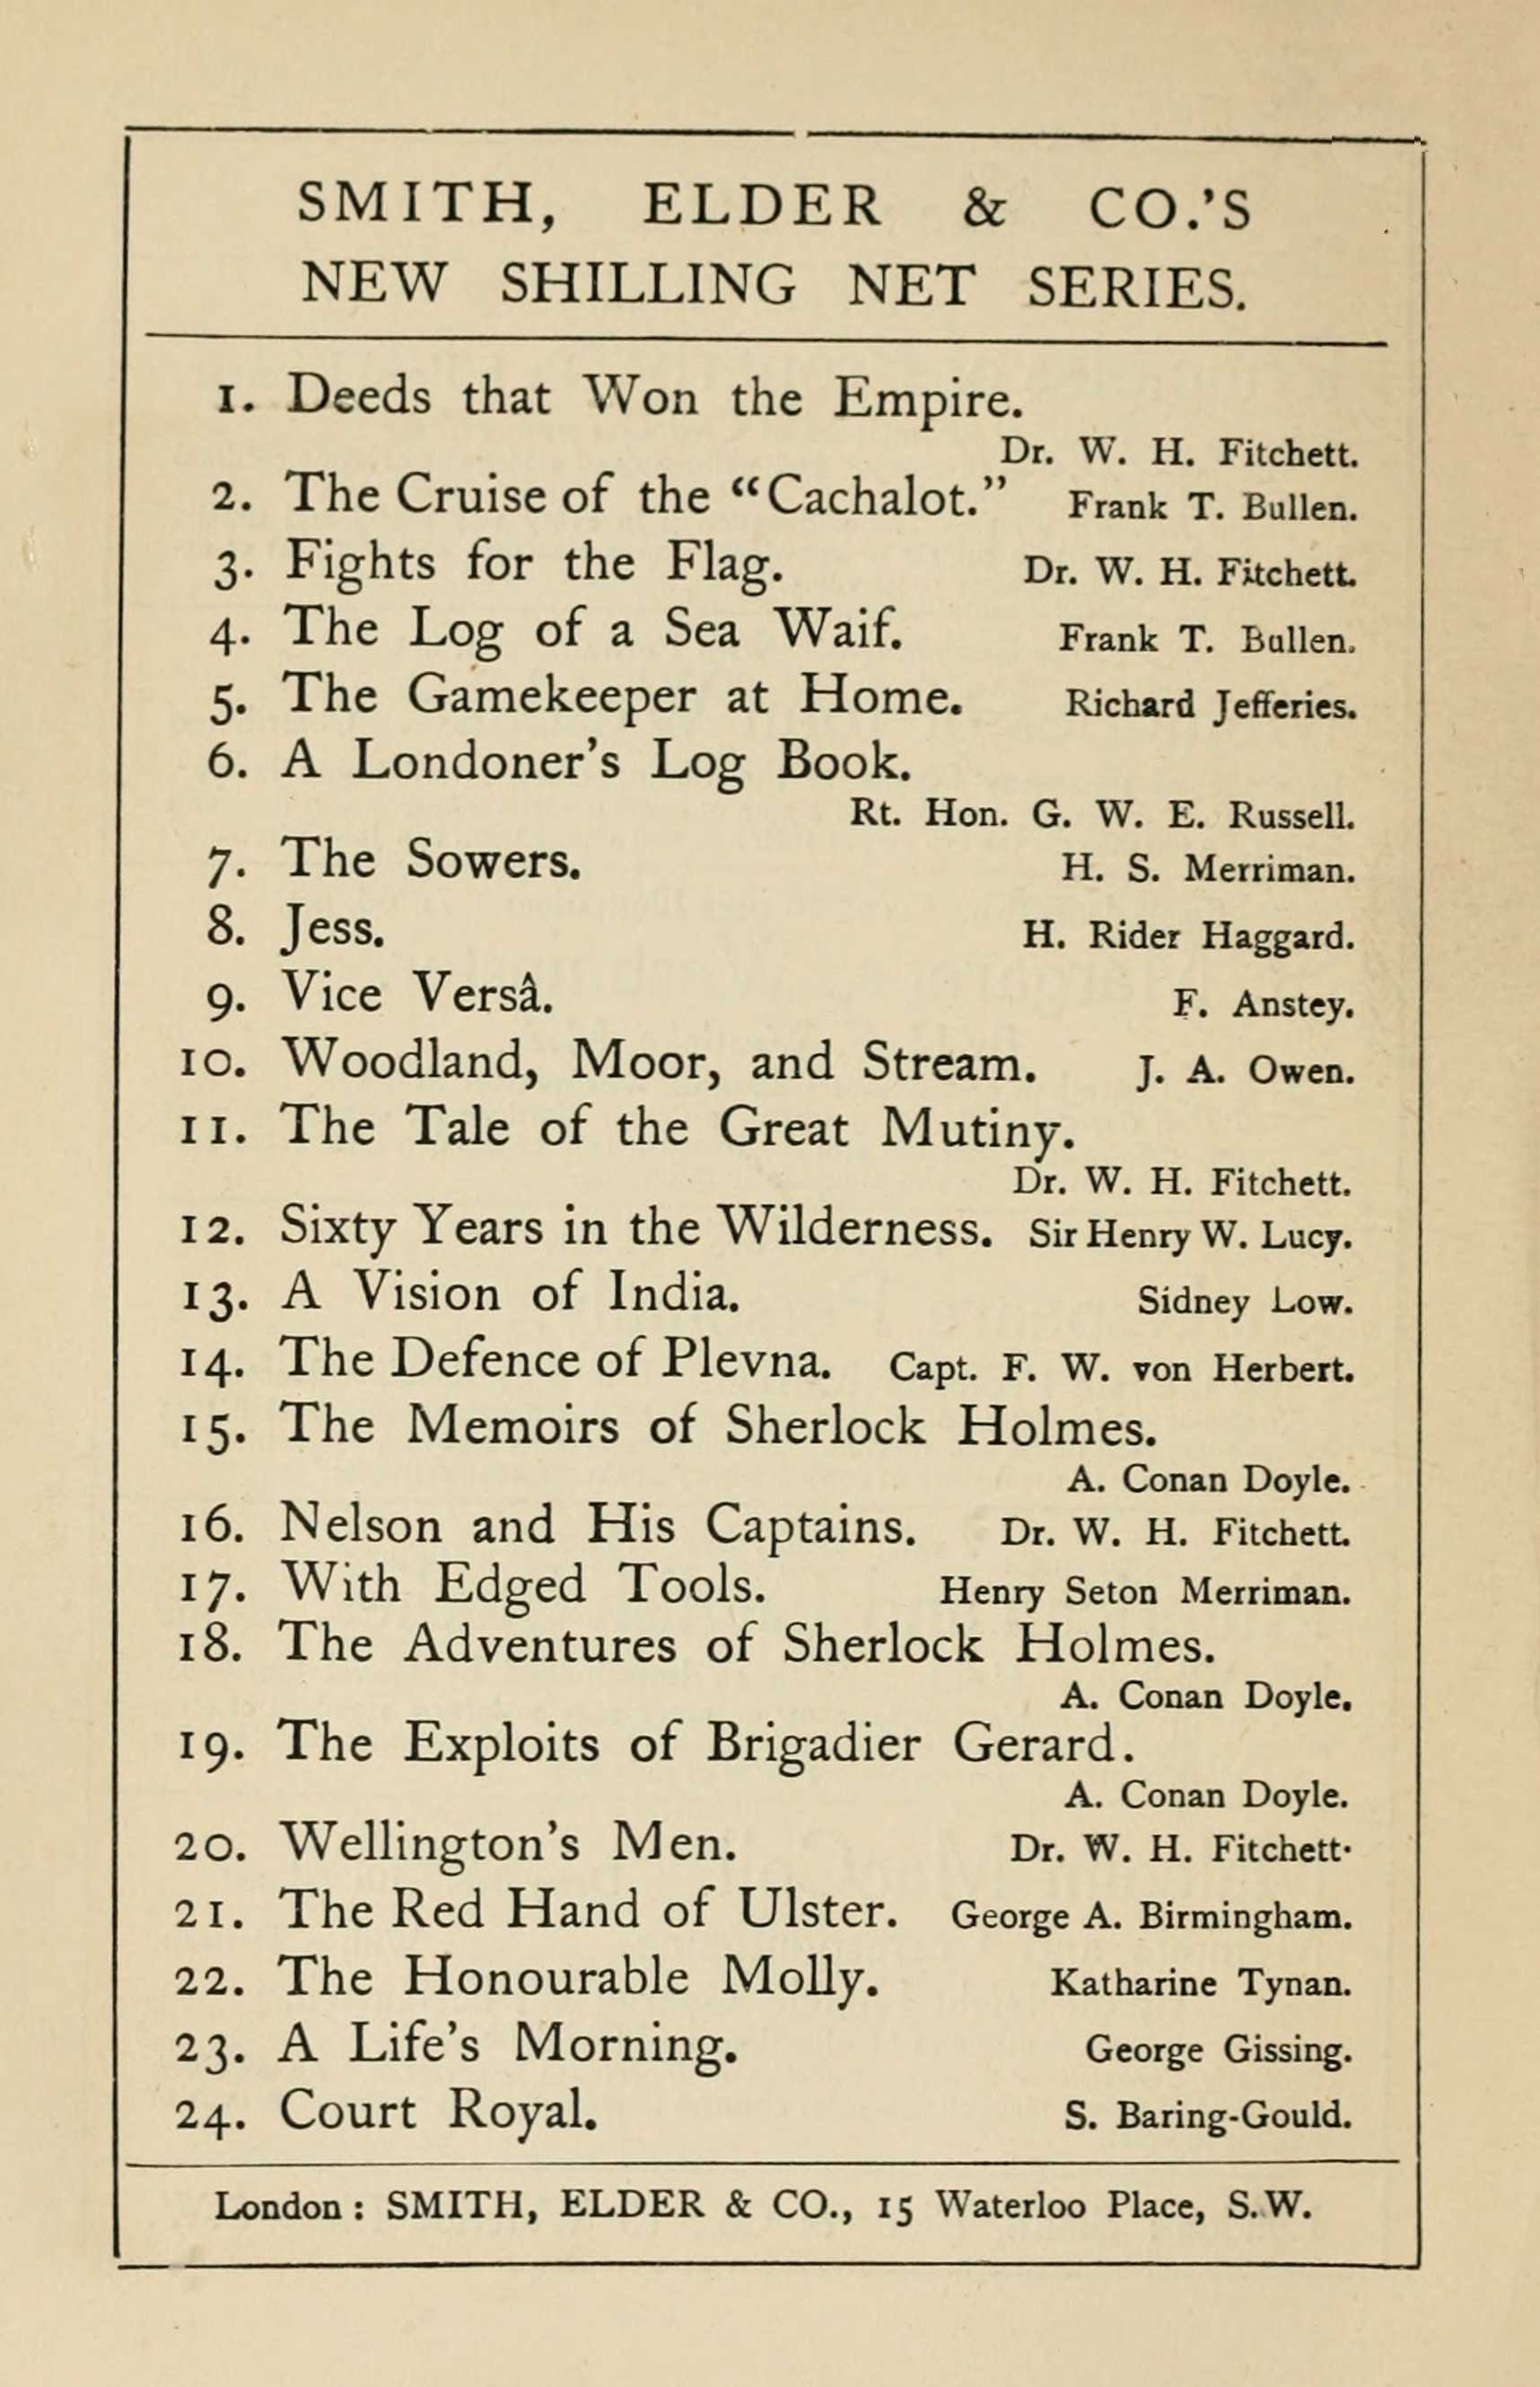 SMITH, ELDER & CO.'S
NEW SHILLING NET SERIES.
1. Deeds that Won the Empire.
Dr. W. H. Fitchett.
2. The Cruise of the "Cachalot." Frank T. Bullen.
3. Fights for the Flag. Dr. W. H. Fitchett.
4. The Log of a Sea Waif. Frank T. Bullen.
5. The Gamekeeper at Home. Richard Jefferies.
6. A Londoner's Log Book.
Rt. Hon. G. W. E. Russell.
7. The Sowers. H. S. Merriman.
8. Jess. H. Rider Haggard.
9. Vice Versâ. F. Anstey.
10. Woodland, Moor, and Stream. J. A. Owen.
11. The Tale of the Great Mutiny.
Dr. W. H. Fitchett.
12. Sixty Years in the Wilderness. Sir Henry W. Lucy.
13. A Vision of India. Sidney Low.
14. The Defence of Plevna. Capt. F. W. von Herbert.
15. The Memoirs of Sherlock Holmes.
A. Conan Doyle.
16. Nelson and His Captains. Dr. W. H. Fitchett.
17. With Edged Tools. Henry Seton Merriman.
18. The Adventures of Sherlock Holmes.
A. Conan Doyle.
19. The Exploits of Brigadier Gerard.
A. Conan Doyle.
20. Wellington's Men. Dr. W. H. Fitchett.
21. The Red Hand of Ulster. George A. Birmingham.
22. The Honourable Molly. Katharine Tynan.
23. A Life's Morning. George Gissing.
24. Court Royal. S. Baring-Gould.
London: SMITH, ELDER & CO., 15 Waterloo Place, S.W.